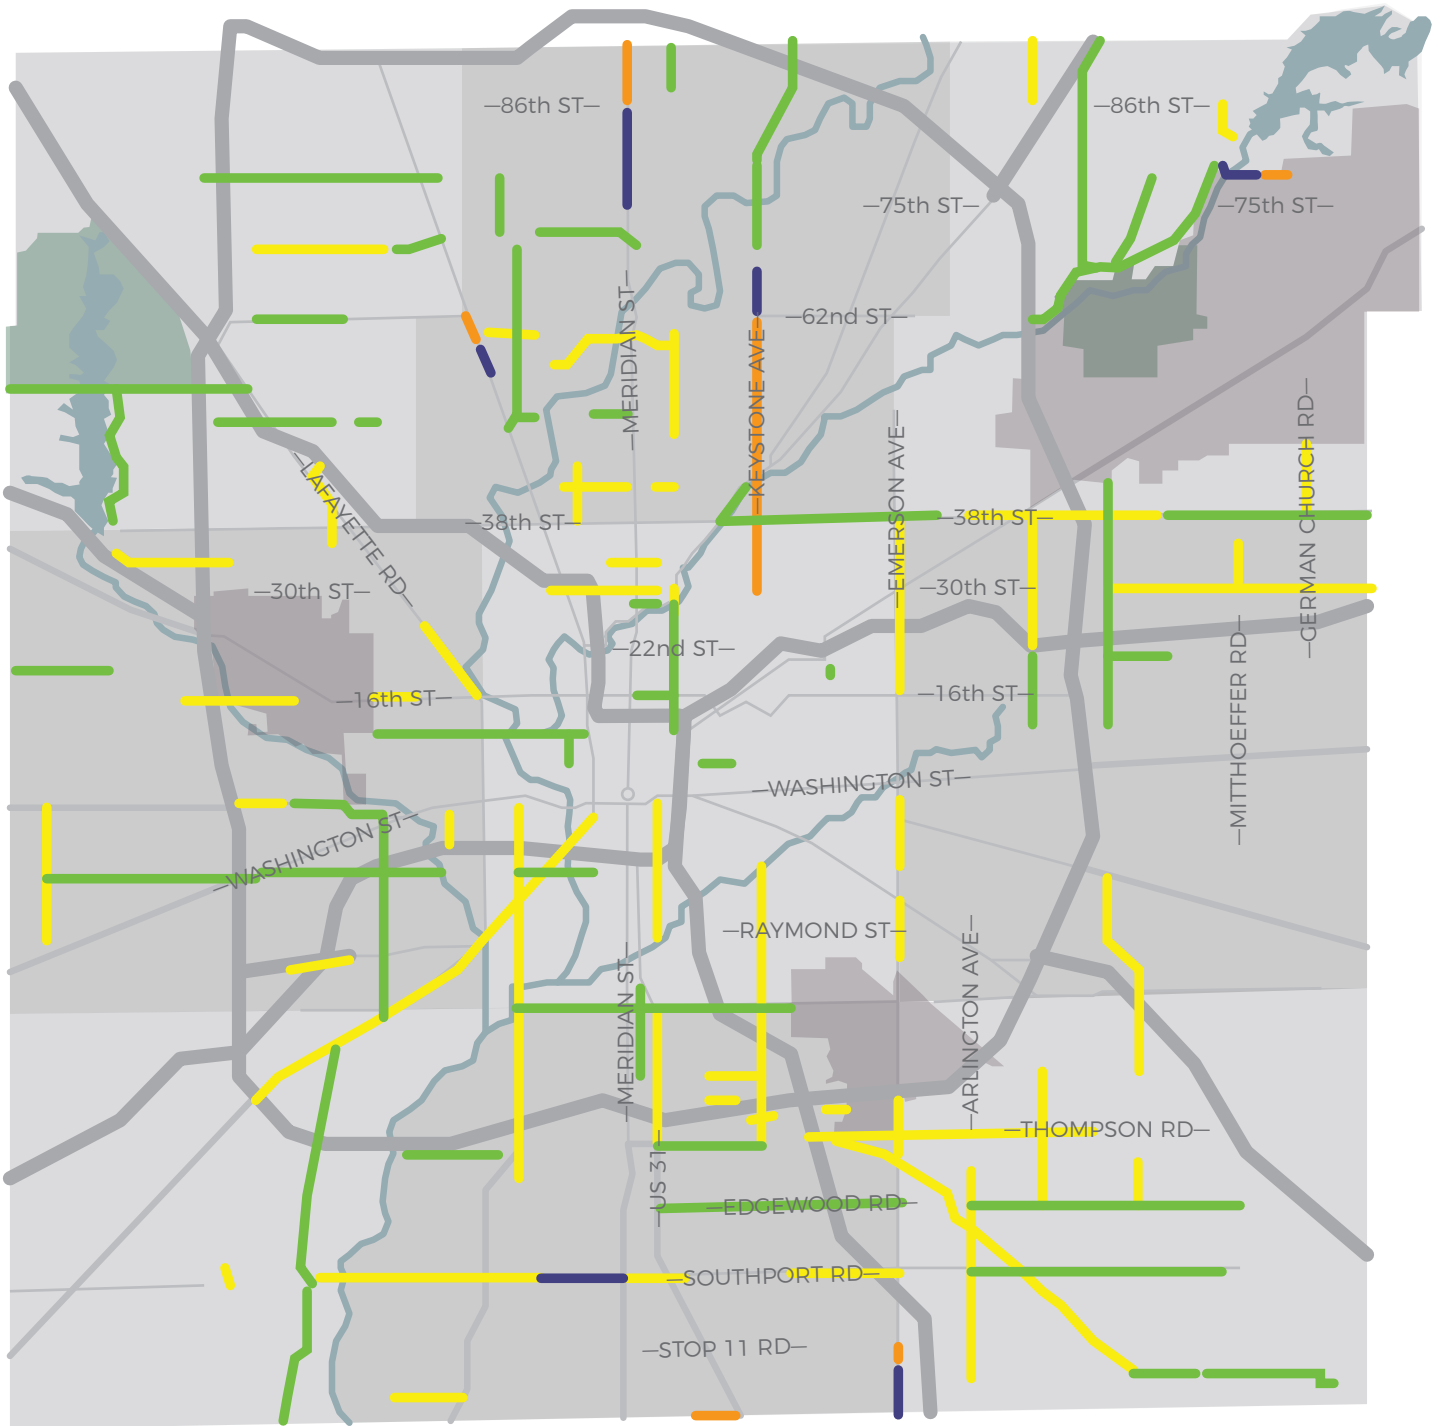 —86th ST—
—86th ST—
—75th ST—
—75th ST—
—62nd ST—
—MERIDIAN ST—
—KEYSTONE AVE—
—EMERSON AVE—
—GERMAN CHURCH RD—
—LAFAYETTE RD—
—38th ST—
—38th ST—
—30th ST—
—30th ST—
—22nd ST—
—16th ST—
—16th ST—
—MITTHOEFFER RD—
—WASHINGTON ST—
—WASHINGTON ST—
—RAYMOND ST—
—MERIDIAN ST—
—ARLINGTON AVE—
—THOMPSON RD—
—US 31—
—EDGEWOOD RD—
—SOUTHPORT RD—
—STOP 11 RD—